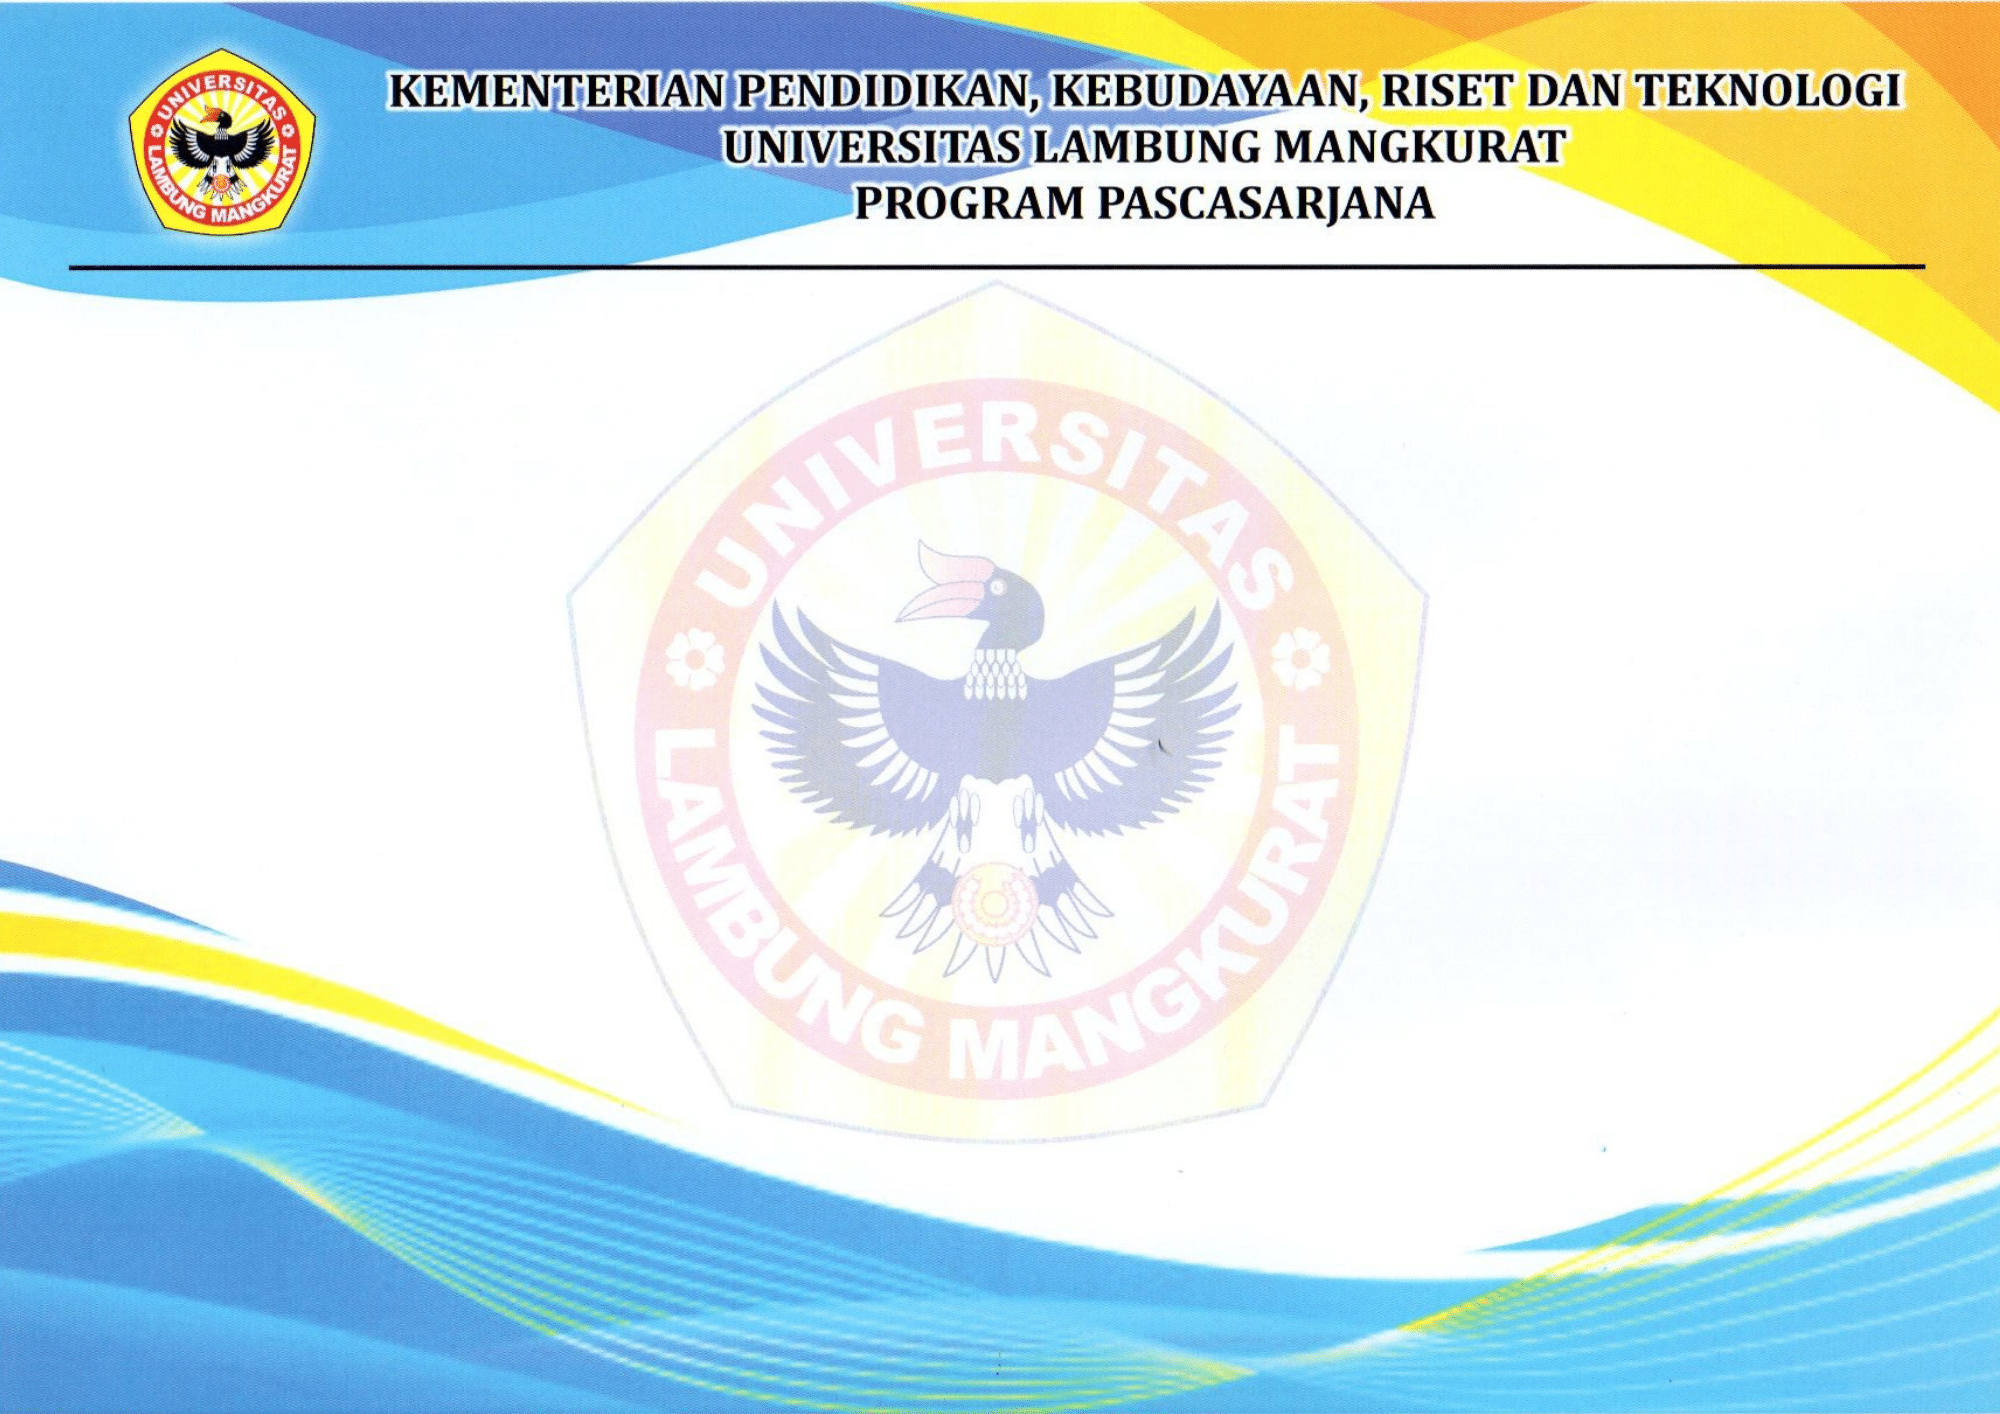 KEMENTERIAN PENDIDIKAN, KEBUDAYAAN, RISET DAN TEKNOLOGI
UNIVERSITAS LAMBUNG MANGKURAT
PROGRAM PASCASARJANA
UNIVERSITAS
LAMBUNG MANGKURAT
UNIVERSITAS
LAMBUNG MANGKURAT